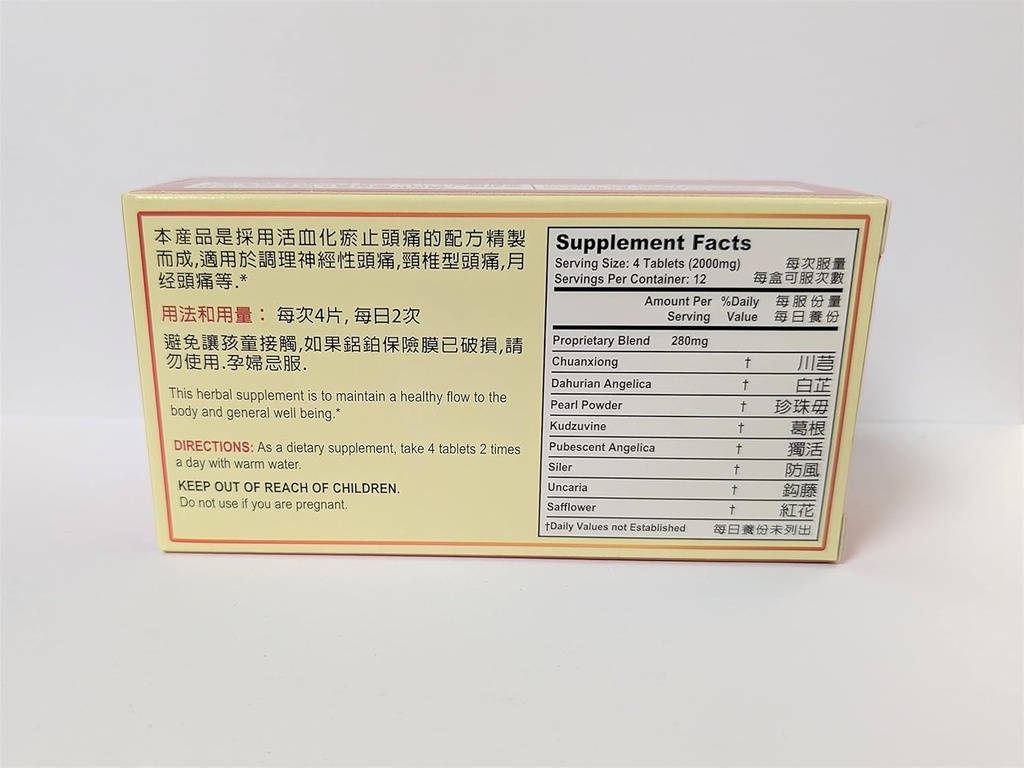 本產品是採用活血化瘀止頭痛的配方精製
而成,適用於調理神經性頭痛,頸椎型頭痛,月
经頭痛等.*
用法和用量： 每次4片, 每日2次
避免讓孩童接觸,如果鋁鉑保險膜已破損,請
勿使用.孕婦忌服.
This herbal supplement is to maintain a healthy flow to the
body and general well being.*
DIRECTIONS: As a dietary supplement, take 4 tablets 2 times
a day with warm water.
KEEP OUT OF REACH OF CHILDREN.
Do not use if you are pregnant.
Supplement Facts
Serving Size: 4 Tablets (2000mg) 每次服量
Servings Per Container: 12 每盒可服次數
Amount Per %Daily 每服份量
Serving Value 每日養份
Proprietary Blend 280mg
Chuanxiong † 川芎
Dahurian Angelica † 白芷
Pearl Powder † 珍珠毋
Kudzuvine † 葛根
Pubescent Angelica † 獨活
Siler † 防風
Uncaria † 鈎藤
Safflower † 紅花
†Daily Values not Established 每日養份未列出